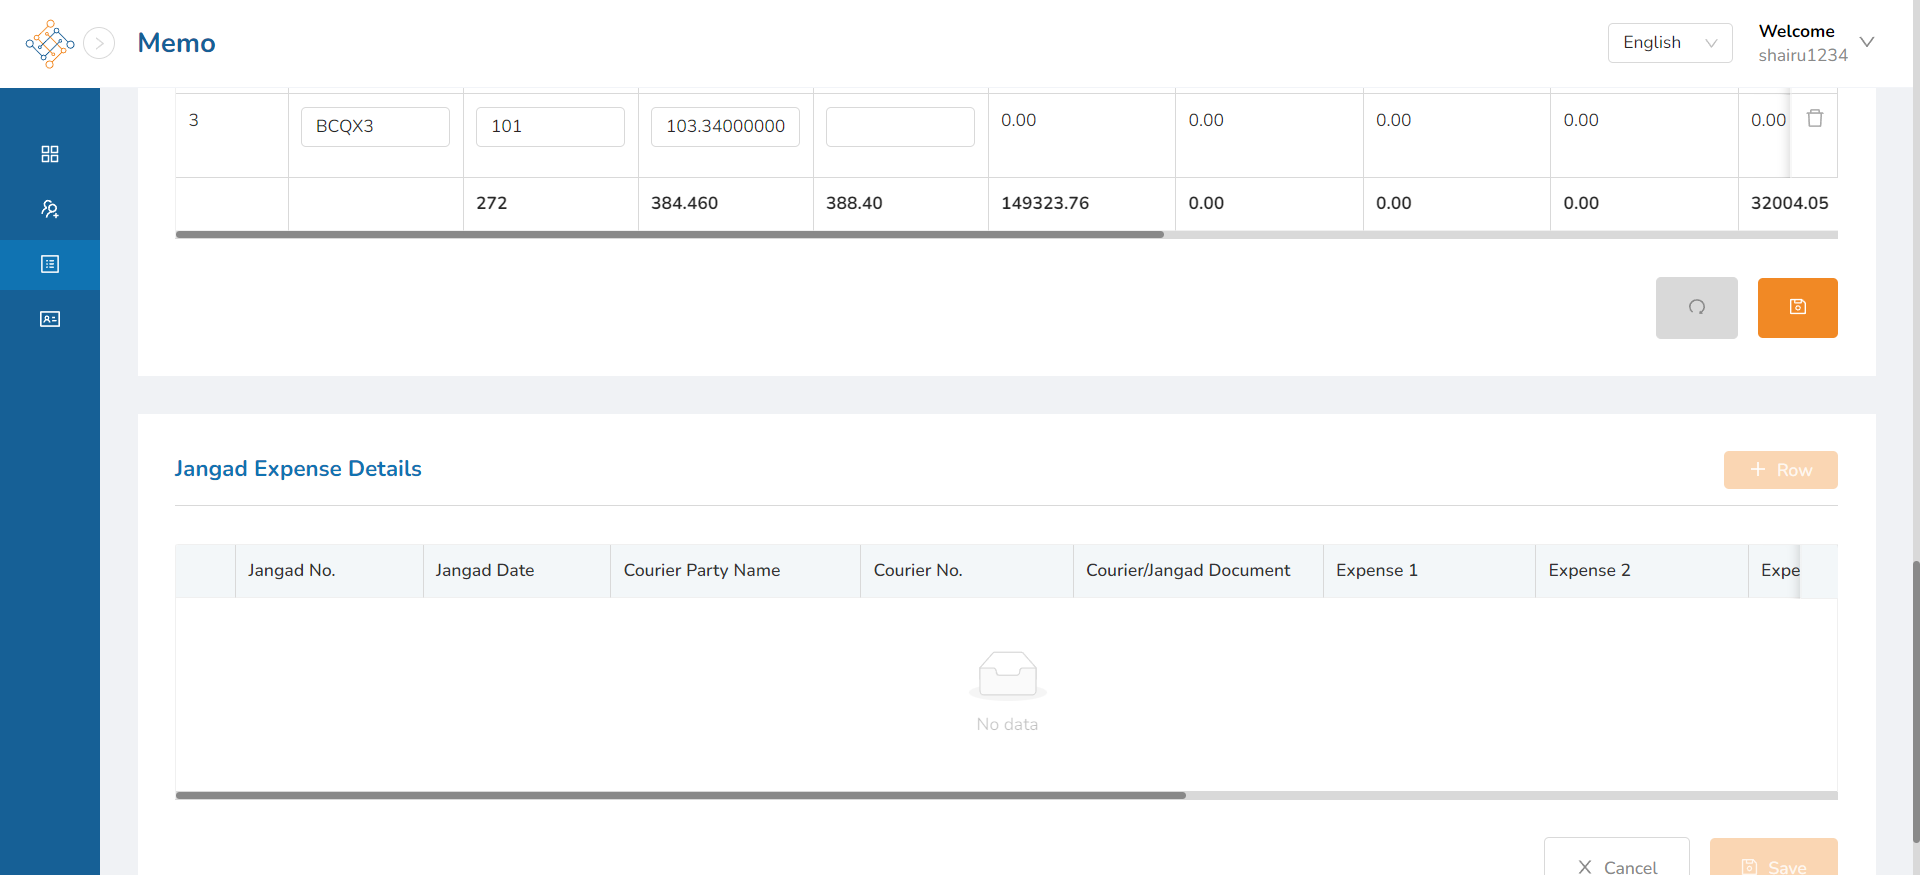 Memo
English
Welcome
shairu1234
3 BCQX3 101 103.34000000 0.00 0.00 0.00 0.00 0.00
272 384.460 388.40 149323.76 0.00 0.00 0.00 32004.05
Jangad Expense Details
Row
Jangad No. Jangad Date Courier Party Name Courier No. Courier/Jangad Document Expense 1 Expense 2 Expe
No data
Cancel
Save